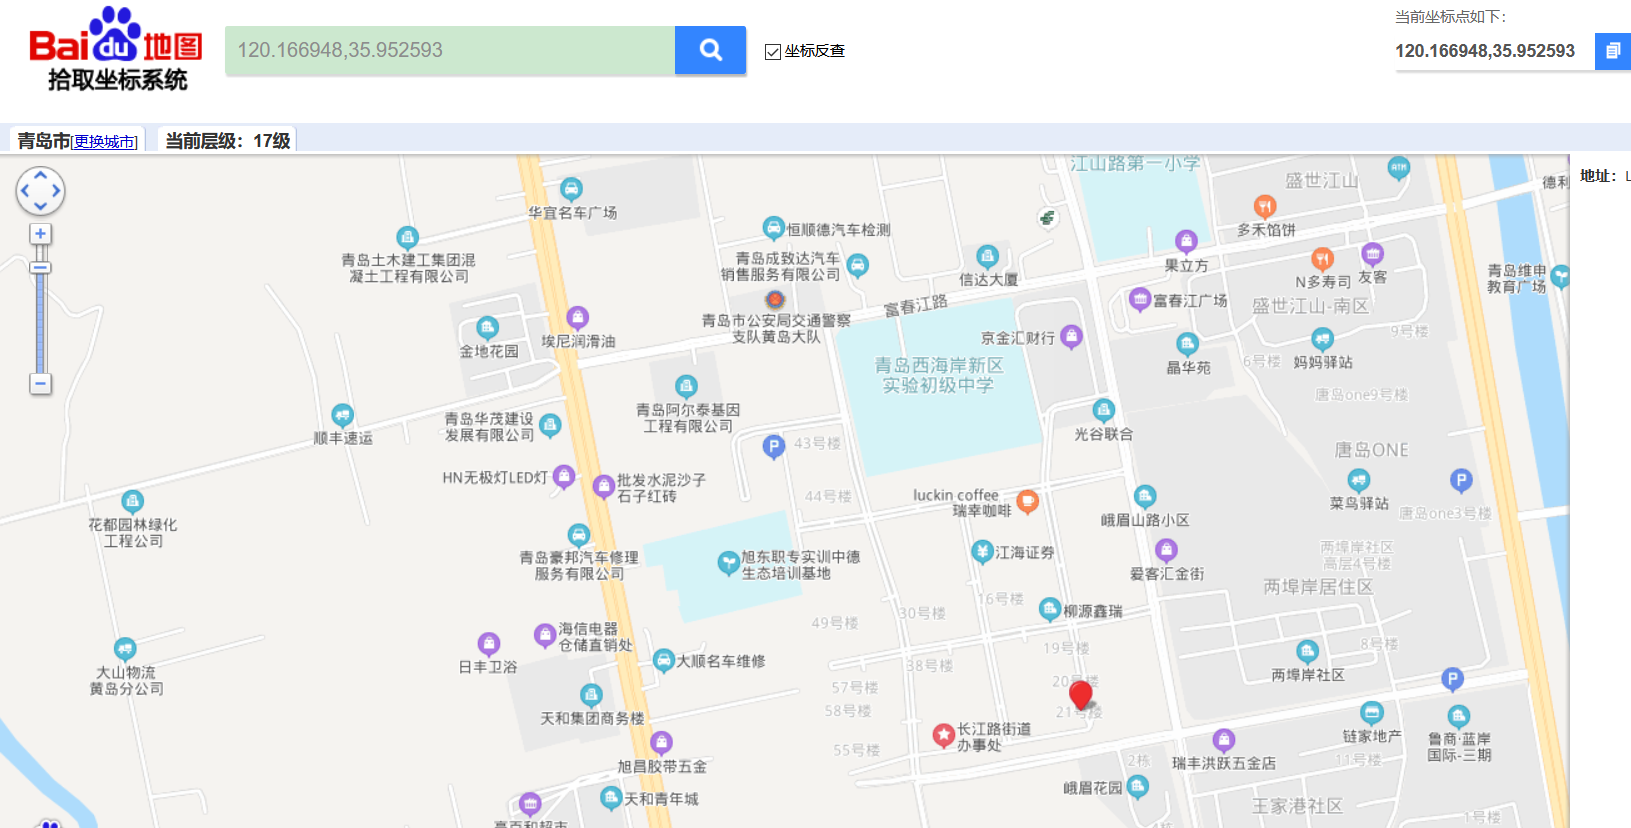 Bai du 地图
拾取坐标系统
120.166948,35.952593
坐标反查
当前坐标点如下:
120.166948,35.952593
青岛市[更换城市]
当前层级：17级
地址：
江山路第一小学
盛世江山
ATM
德利
华宜名车广场
多禾馅饼
恒顺德汽车检测
青岛土木建工集团混
凝土工程有限公司
青岛成致达汽车
销售服务有限公司
信达大厦
果立方
N多寿司
友客
青岛维申
教育广场
富春江路
富春江广场
盛世江山-南区
青岛市公安局交通警察
支队黄岛大队
金地花园
埃尼润滑油
京金汇财行
9号楼
6号楼
妈妈驿站
晶华苑
青岛西海岸新区
实验初级中学
唐岛one9号楼
青岛阿尔泰基因
工程有限公司
青岛华茂建设
发展有限公司
顺丰速运
光谷联合
P
43号楼
唐岛ONE
HN无极灯LED灯
批发水泥沙子
石子红砖
44号楼
luckin coffee
瑞幸咖啡
P
菜鸟驿站
唐岛one3号楼
峨眉山路小区
花都园林绿化
工程公司
青岛豪邦汽车修理
服务有限公司
旭东职专实训中德
生态培训基地
江海证券
爱客汇金街
两埠岸社区
高层4号楼
两埠岸居住区
16号楼
30号楼
柳源鑫瑞
49号楼
海信电器
仓储直销处
日丰卫浴
大顺名车维修
19号楼
8号楼
38号楼
大山物流
黄岛分公司
两埠岸社区
P
57号楼
20号楼
58号楼
21号楼
天和集团商务楼
长江路街道
办事处
55号楼
链家地产
鲁商·蓝岸
国际-三期
旭昌胶带五金
2栋
瑞丰洪跃五金店
11号楼
峨眉花园
天和青年城
王家港社区
1号楼